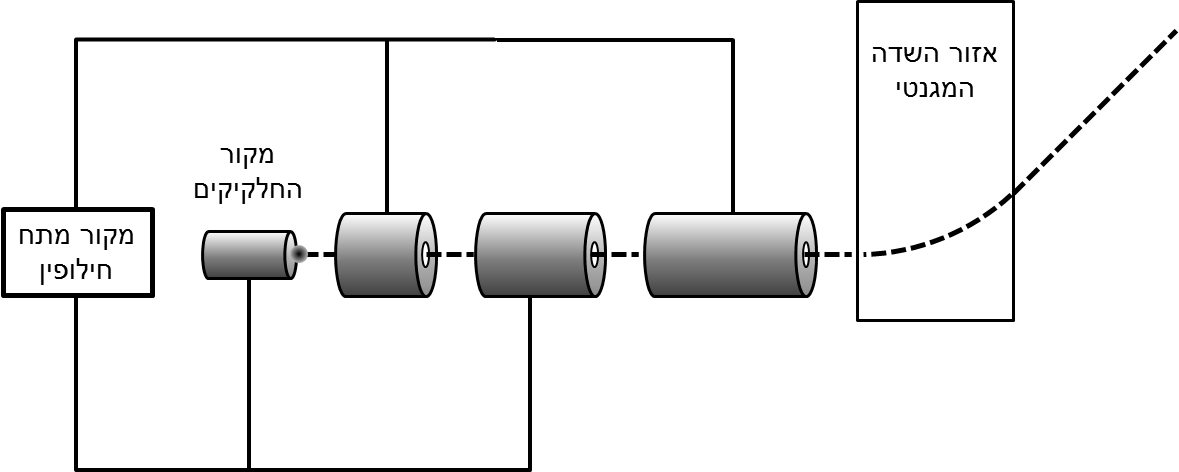 אזור השדה
המגנטי
מקור
החלקיקים
מקור מתח
חילופין